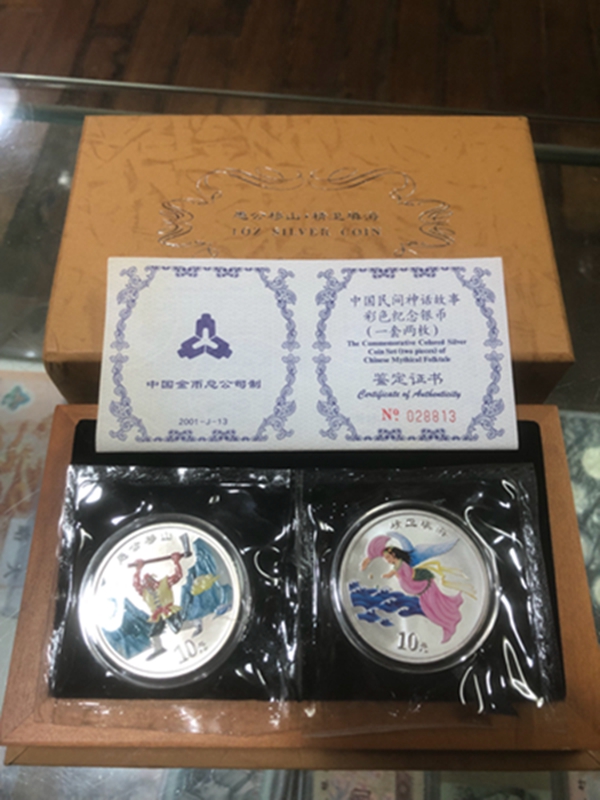 愚公移山·精卫填海
1OZ SILVER COIN
中国金币总公司制
2001-J-13
中国民间神话故事
彩色纪念银币
(一套两枚)
The Commemorative Colored Silver
Coin Set (two pieces) of
Chinese Mythical Folktale
鉴定证书
Certificate of Authenticity
№ 028813
愚公移山
10元
精卫填海
10元